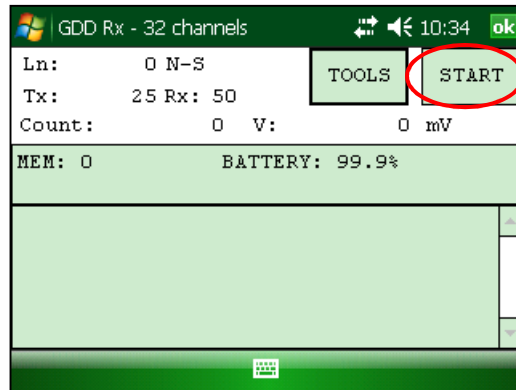 GDD Rx - 32 channels 10:34 ok
Ln: 0 N-S TOOLS START
Tx: 25 Rx: 50
Count: 0 V: 0 mV
MEM: 0 BATTERY: 99.9%